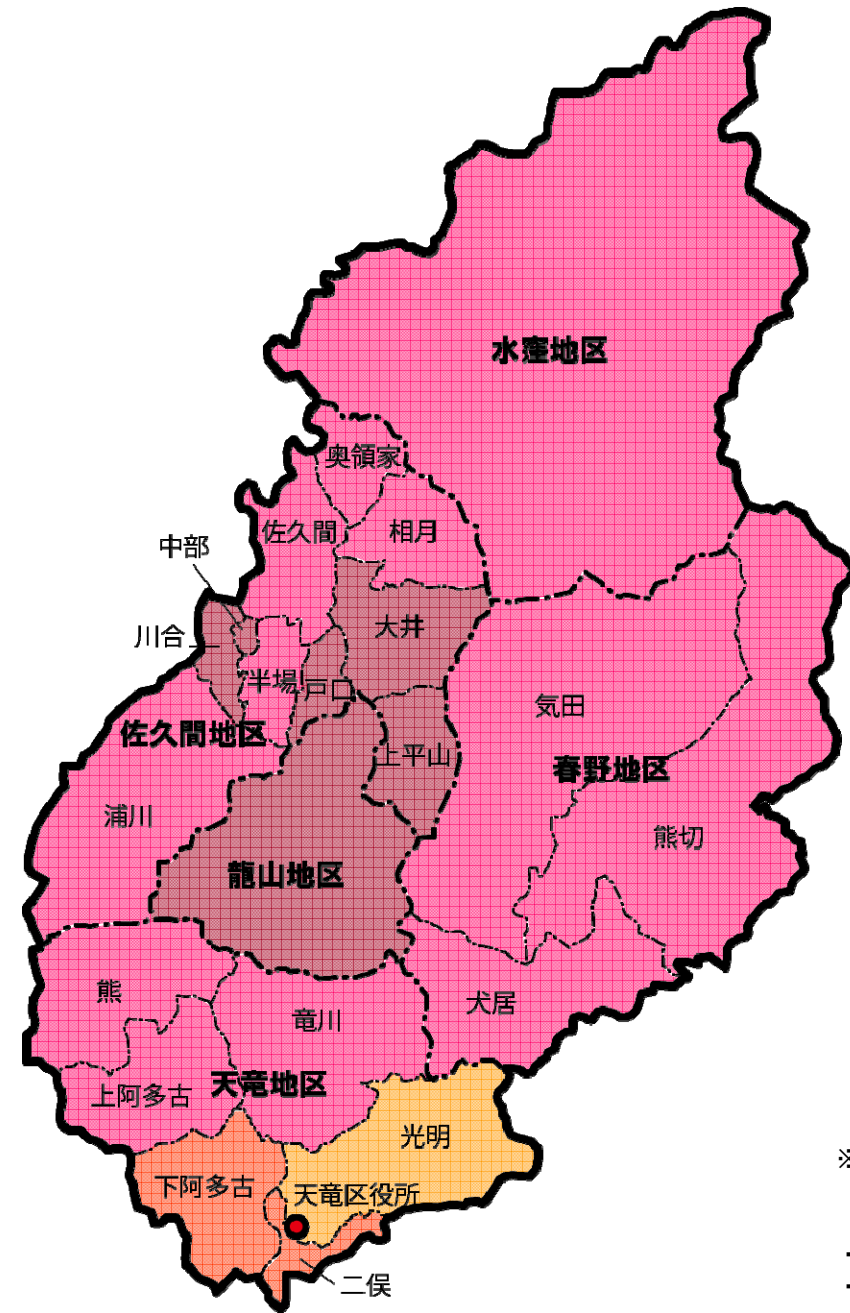 水窪地区
奥領家
佐久間
相月
中部
大井
川合
半場
戸口
気田
佐久間地区
上平山
春野地区
浦川
熊切
龍山地区
熊
犬居
竜川
天竜地区
上阿多古
光明
※
下阿多古
天竜区役所
二俣